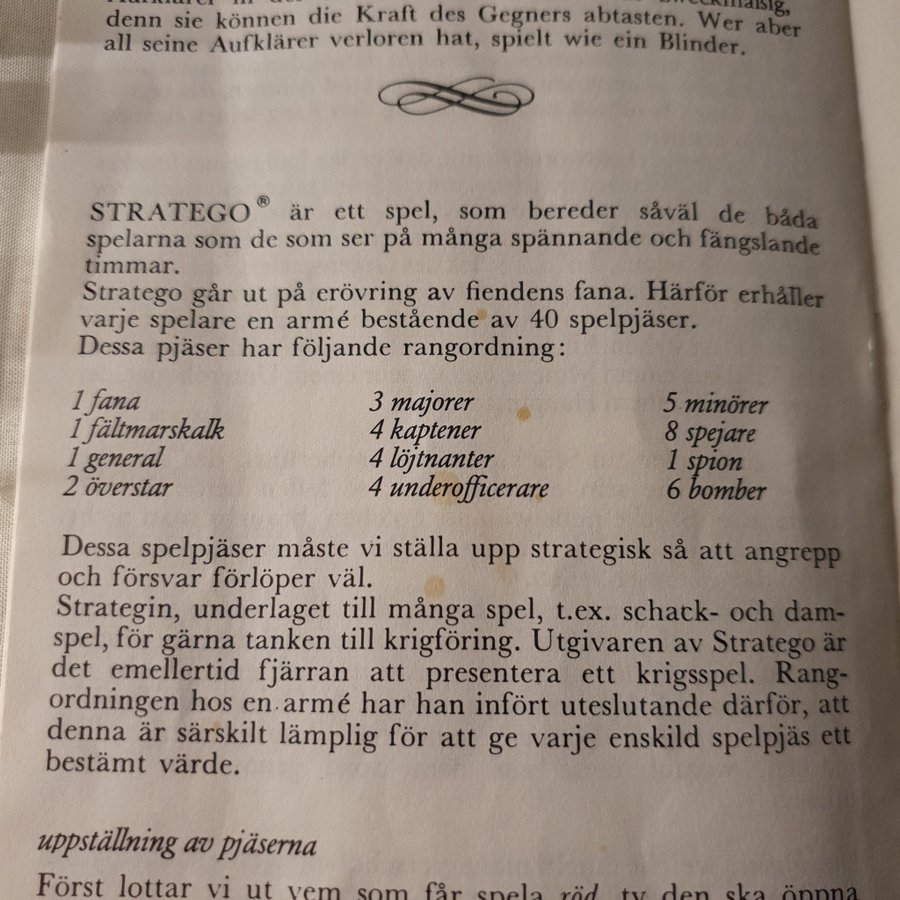 denn sie können die Kraft des Gegners abtasten. Wer aber
all seine Aufklärer verloren hat, spielt wie ein Blinder.
STRATEGO® är ett spel, som bereder såväl de båda
spelarna som de som ser på många spännande och fängslande
timmar.
Stratego går ut på erövring av fiendens fana. Härför erhåller
varje spelare en armé bestående av 40 spelpjäser.
Dessa pjäser har följande rangordning:
1 fana 3 majorer 5 minörer
1 fältmarskalk 4 kaptener 8 spejare
1 general 4 löjtnanter 1 spion
2 överstar 4 underofficerare 6 bomber
Dessa spelpjäser måste vi ställa upp strategisk så att angrepp
och försvar förlöper väl.
Strategin, underlaget till många spel, t.ex. schack- och dam-
spel, för gärna tanken till krigföring. Utgivaren av Stratego är
det emellertid fjärran att presentera ett krigsspel. Rang-
ordningen hos en armé har han infört uteslutande därför, att
denna är särskilt lämplig för att ge varje enskild spelpjäs ett
bestämt värde.
uppställning av pjäserna
Först lottar vi ut vem som får spela röd, ty den ska öppna